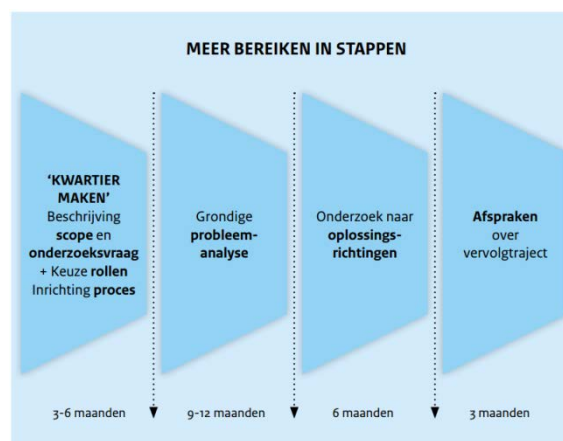 MEER BEREIKEN IN STAPPEN
‘KWARTIER
MAKEN’
Beschrijving
scope en
onderzoeksvraag
+ Keuze rollen
Inrichting proces
Grondige
probleem-
analyse
Onderzoek naar
oplossings-
richtingen
Afspraken
over
vervolgtraject
3-6 maanden
9-12 maanden
6 maanden
3 maanden